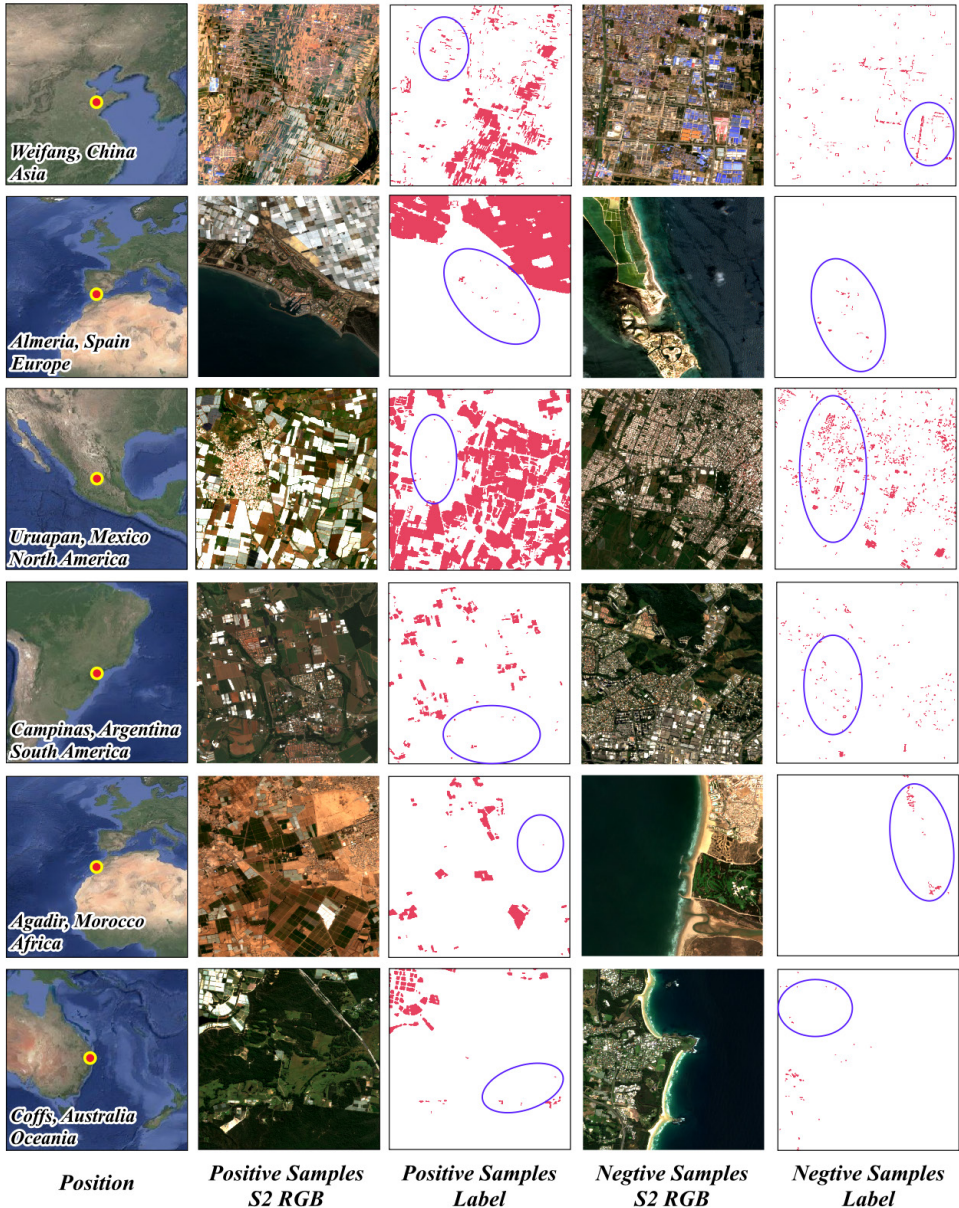 Weifang, China
Asia
Almeria, Spain
Europe
Uruapan, Mexico
North America
Campinas, Argentina
South America
Agadir, Morocco
Africa
Coffs, Australia
Oceania
Position
Positive Samples
S2 RGB
Positive Samples
Label
Negtive Samples
S2 RGB
Negtive Samples
Label